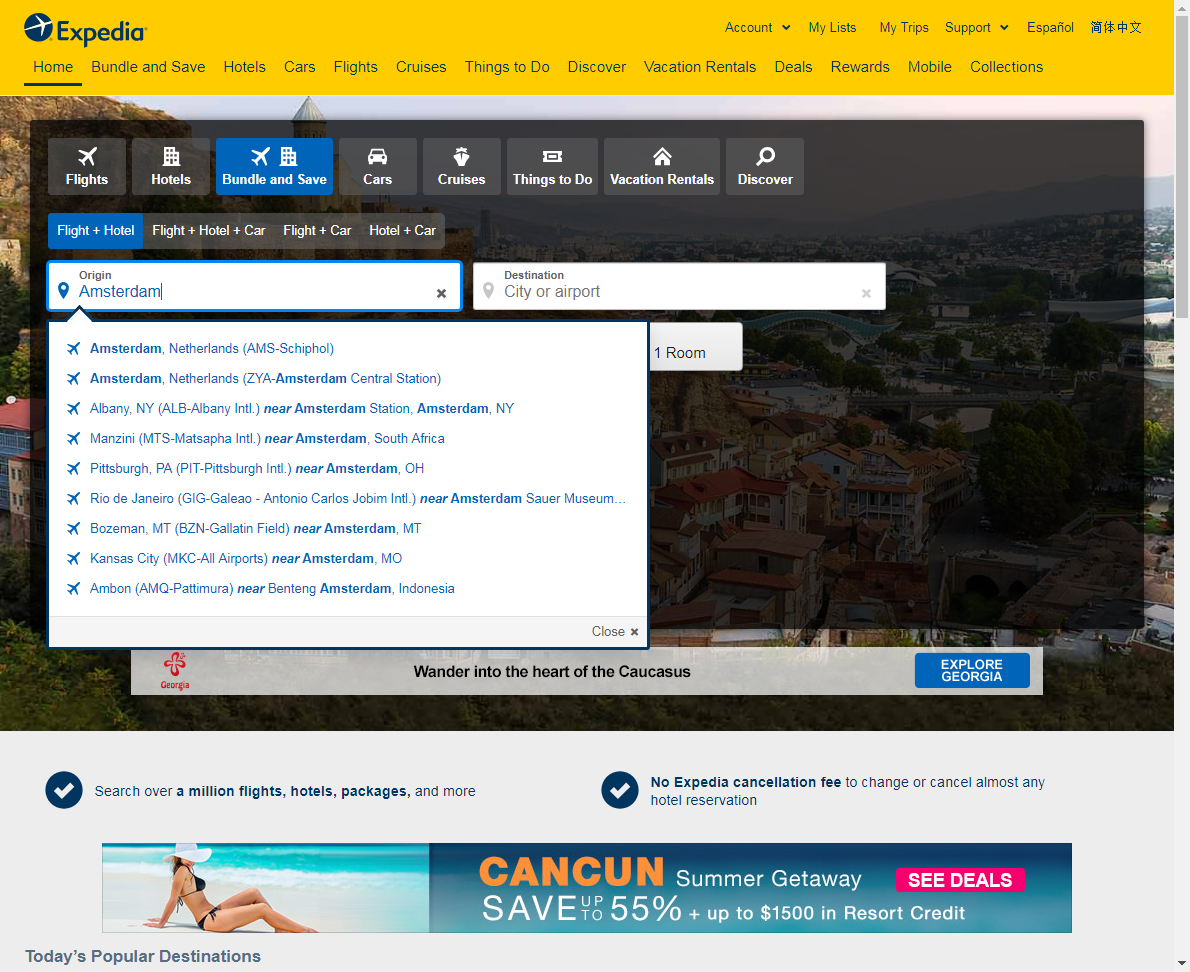 Expedia
Account
My Lists
My Trips
Support
Español
简体中文
Home
Bundle and Save
Hotels
Cars
Flights
Cruises
Things to Do
Discover
Vacation Rentals
Deals
Rewards
Mobile
Collections
Flights
Hotels
Bundle and Save
Cars
Cruises
Things to Do
Vacation Rentals
Discover
Flight + Hotel
Flight + Hotel + Car
Flight + Car
Hotel + Car
Origin
Amsterdam
Destination
City or airport
1 Room
Amsterdam, Netherlands (AMS-Schiphol)
Amsterdam, Netherlands (ZYA-Amsterdam Central Station)
Albany, NY (ALB-Albany Intl.) near Amsterdam Station, Amsterdam, NY
Manzini (MTS-Matsapha Intl.) near Amsterdam, South Africa
Pittsburgh, PA (PIT-Pittsburgh Intl.) near Amsterdam, OH
Rio de Janeiro (GIG-Galeao - Antonio Carlos Jobim Intl.) near Amsterdam Sauer Museum...
Bozeman, MT (BZN-Gallatin Field) near Amsterdam, MT
Kansas City (MKC-All Airports) near Amsterdam, MO
Ambon (AMQ-Pattimura) near Benteng Amsterdam, Indonesia
Close
Georgia
Wander into the heart of the Caucasus
EXPLORE
GEORGIA
Search over a million flights, hotels, packages, and more
No Expedia cancellation fee to change or cancel almost any
hotel reservation
CANCUN Summer Getaway
SEE DEALS
SAVE UP TO 55% + up to $1500 in Resort Credit
Today's Popular Destinations